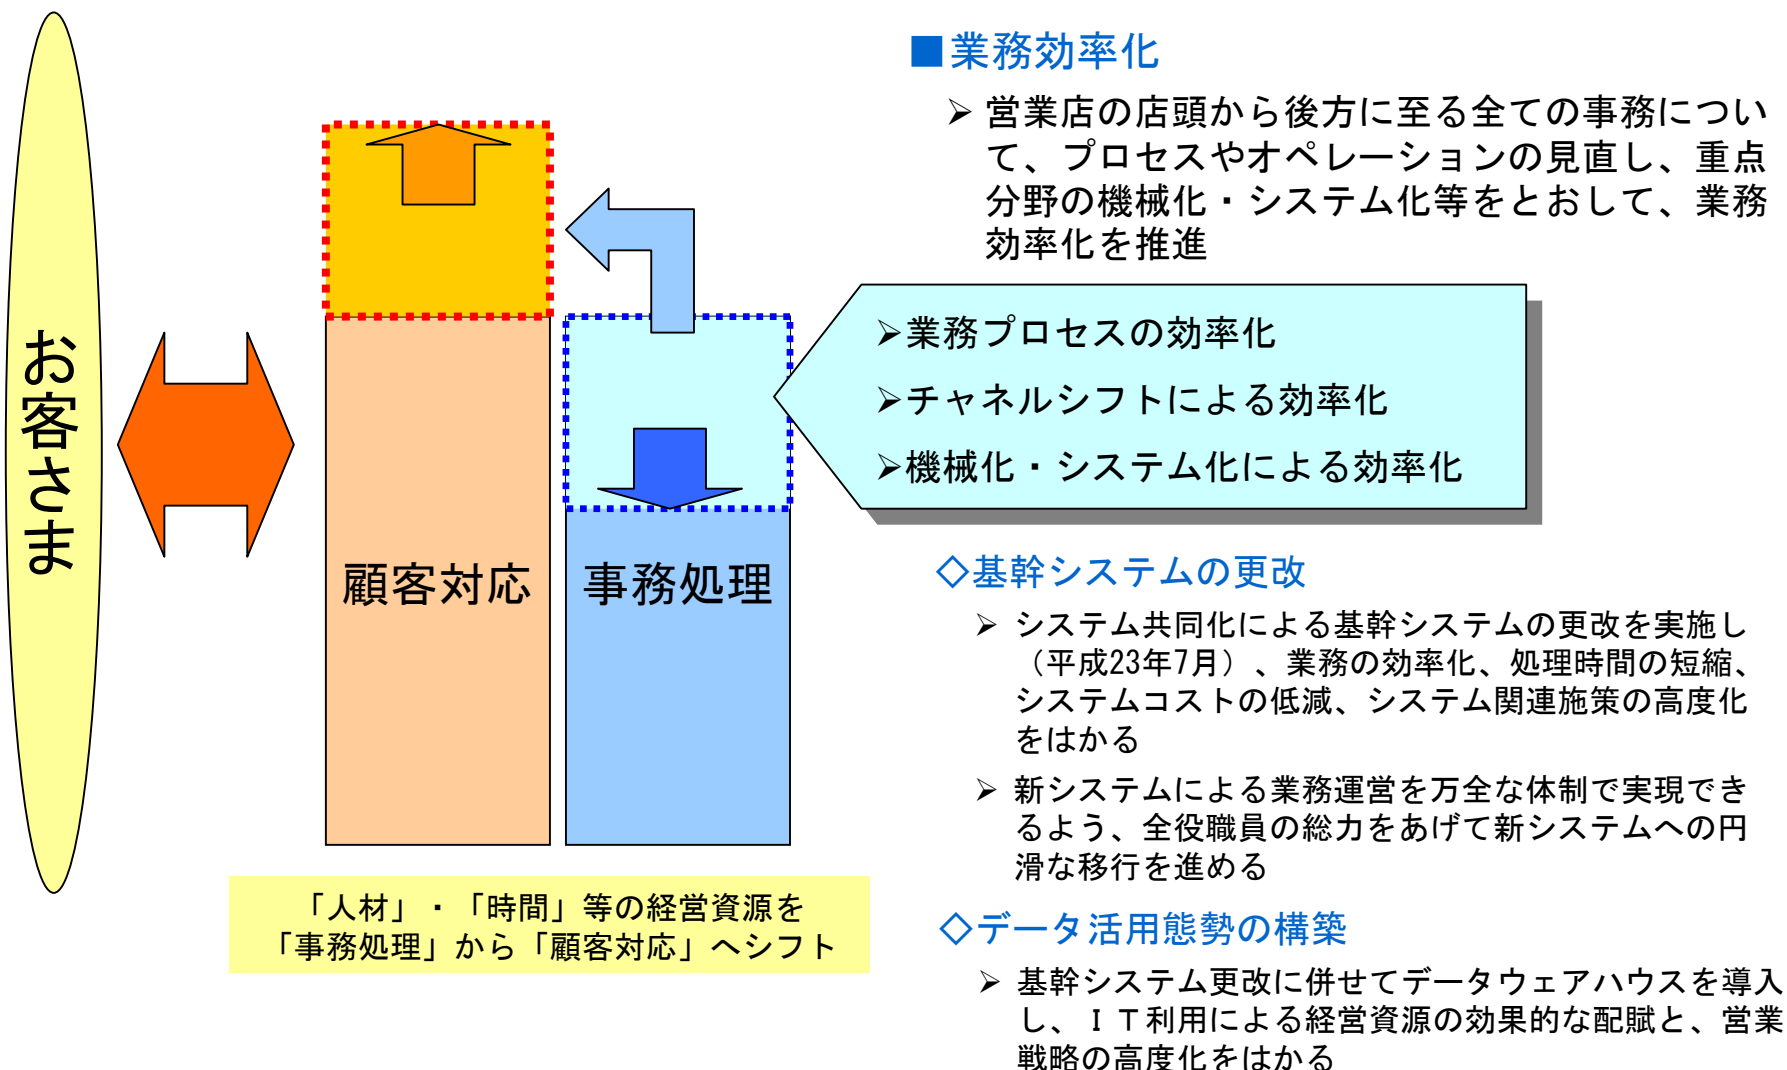 お客さま
顧客対応
事務処理
「人材」・「時間」等の経営資源を
「事務処理」から「顧客対応」へシフト
■業務効率化
➢ 営業店の店頭から後方に至る全ての事務につい
て、プロセスやオペレーションの見直し、重点
分野の機械化・システム化等をとおして、業務
効率化を推進
➢業務プロセスの効率化
➢チャネルシフトによる効率化
➢機械化・システム化による効率化
◇基幹システムの更改
➢ システム共同化による基幹システムの更改を実施し
（平成23年7月）、業務の効率化、処理時間の短縮、
システムコストの低減、システム関連施策の高度化
をはかる
➢ 新システムによる業務運営を万全な体制で実現でき
るよう、全役職員の総力をあげて新システムへの円
滑な移行を進める
◇データ活用態勢の構築
➢ 基幹システム更改に併せてデータウェアハウスを導入
し、ＩＴ利用による経営資源の効果的な配賦と、営業
戦略の高度化をはかる